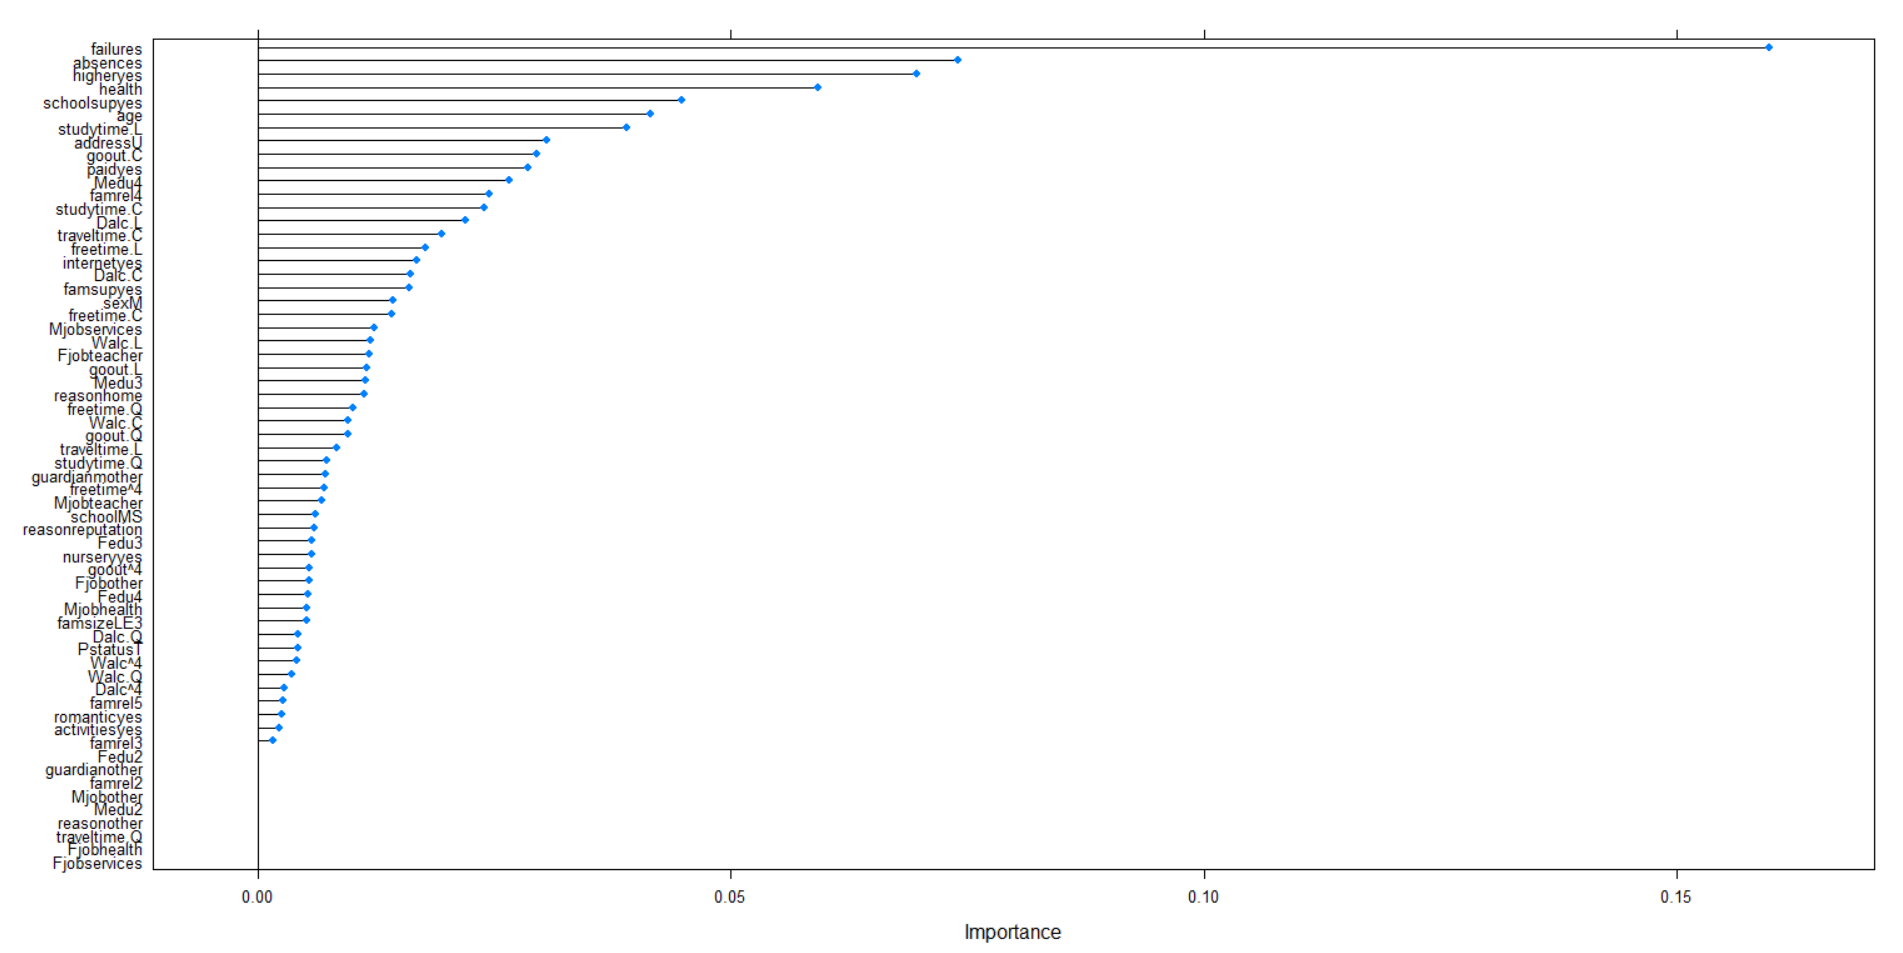 failures
absences
higheryes
health
schoolsupyes
age
studytime.L
addressU
goout.C
paidyes
Medu4
famrel4
studytime.C
Dalc.L
traveltime.C
freetime.L
internetyes
Dalc.C
famsupyes
sexM
freetime.C
Mjobservices
Walc.L
Fjobteacher
goout.L
Medu3
reasonhome
freetime.Q
Walc.C
goout.Q
traveltime.L
studytime.Q
guardianmother
freetime^4
Mjobteacher
schoolMS
reasonreputation
Fedu3
nurseryyes
goout^4
Fjobother
Fedu4
Mjobhealth
famsizeLE3
Dalc.Q
PstatusT
Walc^4
Walc.Q
Dalc^4
famrel5
romanticyes
activitiesyes
famrel3
Fedu2
guardianother
famrel2
Mjobother
Medu2
reasonother
traveltime.Q
Fjobhealth
Fjobservices
0.00 0.05 0.10 0.15
Importance